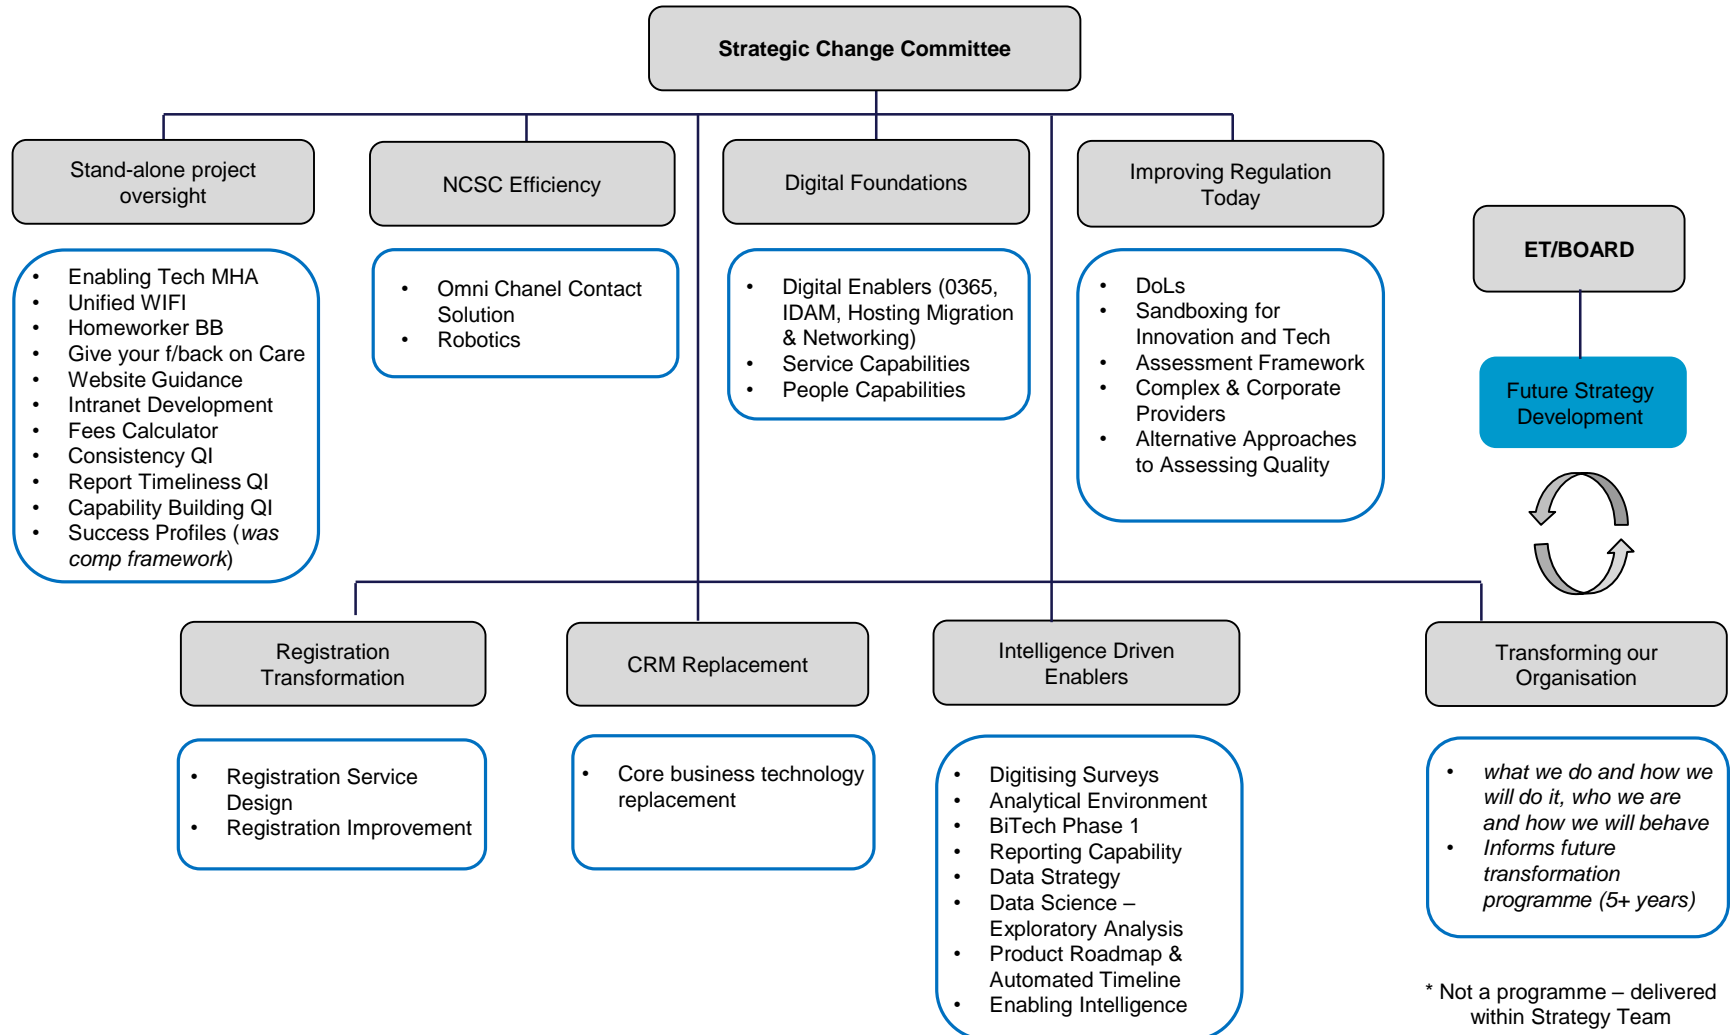 Strategic Change Committee
Stand-alone project
oversight
NCSC Efficiency
Digital Foundations
Improving Regulation
Today
ET/BOARD
• Enabling Tech MHA
• Unified WIFI
• Homeworker BB
• Give your f/back on Care
• Website Guidance
• Intranet Development
• Fees Calculator
• Consistency QI
• Report Timeliness QI
• Capability Building QI
• Success Profiles (was
comp framework)
• Omni Chanel Contact
Solution
• Robotics
• Digital Enablers (0365,
IDAM, Hosting Migration
& Networking)
• Service Capabilities
• People Capabilities
• DoLs
• Sandboxing for
Innovation and Tech
• Assessment Framework
• Complex & Corporate
Providers
• Alternative Approaches
to Assessing Quality
Future Strategy
Development
Registration
Transformation
CRM Replacement
Intelligence Driven
Enablers
Transforming our
Organisation
• Registration Service
Design
• Registration Improvement
• Core business technology
replacement
• Digitising Surveys
• Analytical Environment
• BiTech Phase 1
• Reporting Capability
• Data Strategy
• Data Science –
Exploratory Analysis
• Product Roadmap &
Automated Timeline
• Enabling Intelligence
• what we do and how we
will do it, who we are
and how we will behave
• Informs future
transformation
programme (5+ years)
* Not a programme – delivered
within Strategy Team